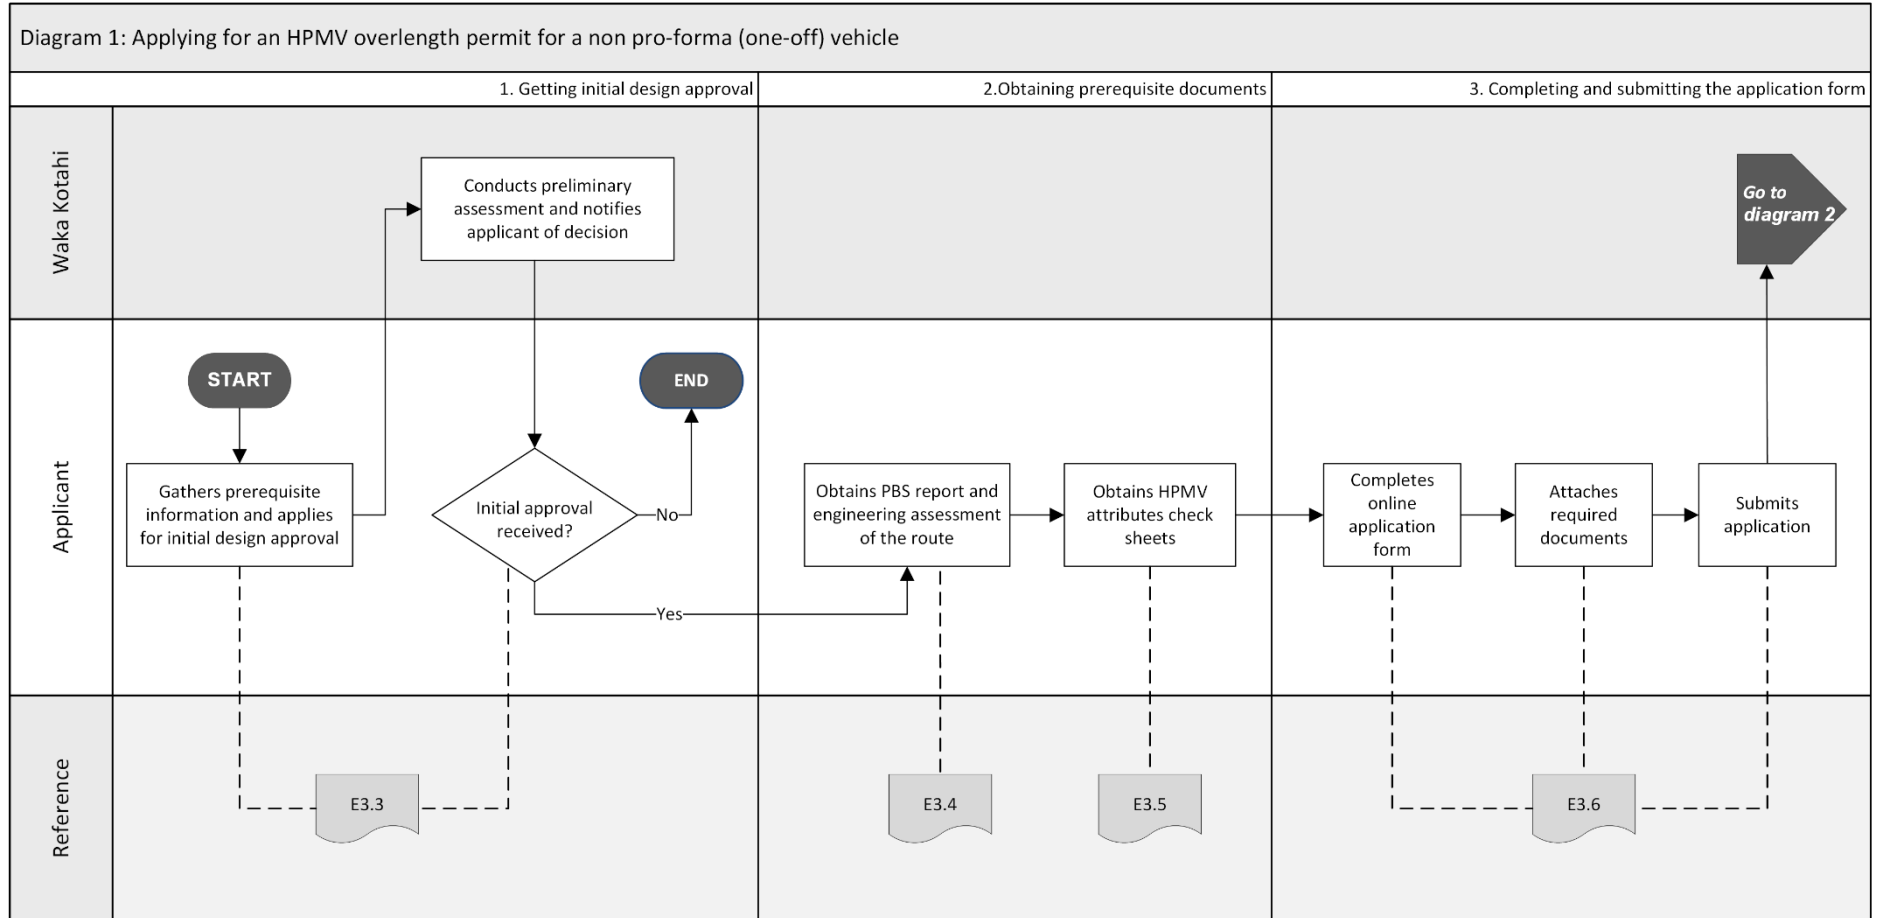 Diagram 1: Applying for an HPMV overlength permit for a non pro-forma (one-off) vehicle
1. Getting initial design approval
2.Obtaining prerequisite documents
3. Completing and submitting the application form
Waka Kotahi
Conducts preliminary
assessment and notifies
applicant of decision
Go to
diagram 2
Applicant
START
END
Gathers prerequisite
information and applies
for initial design approval
Initial approval
received?
No
Yes
Obtains PBS report and
engineering assessment
of the route
Obtains HPMV
attributes check
sheets
Completes
online
application
form
Attaches
required
documents
Submits
application
Reference
E3.3
E3.4
E3.5
E3.6